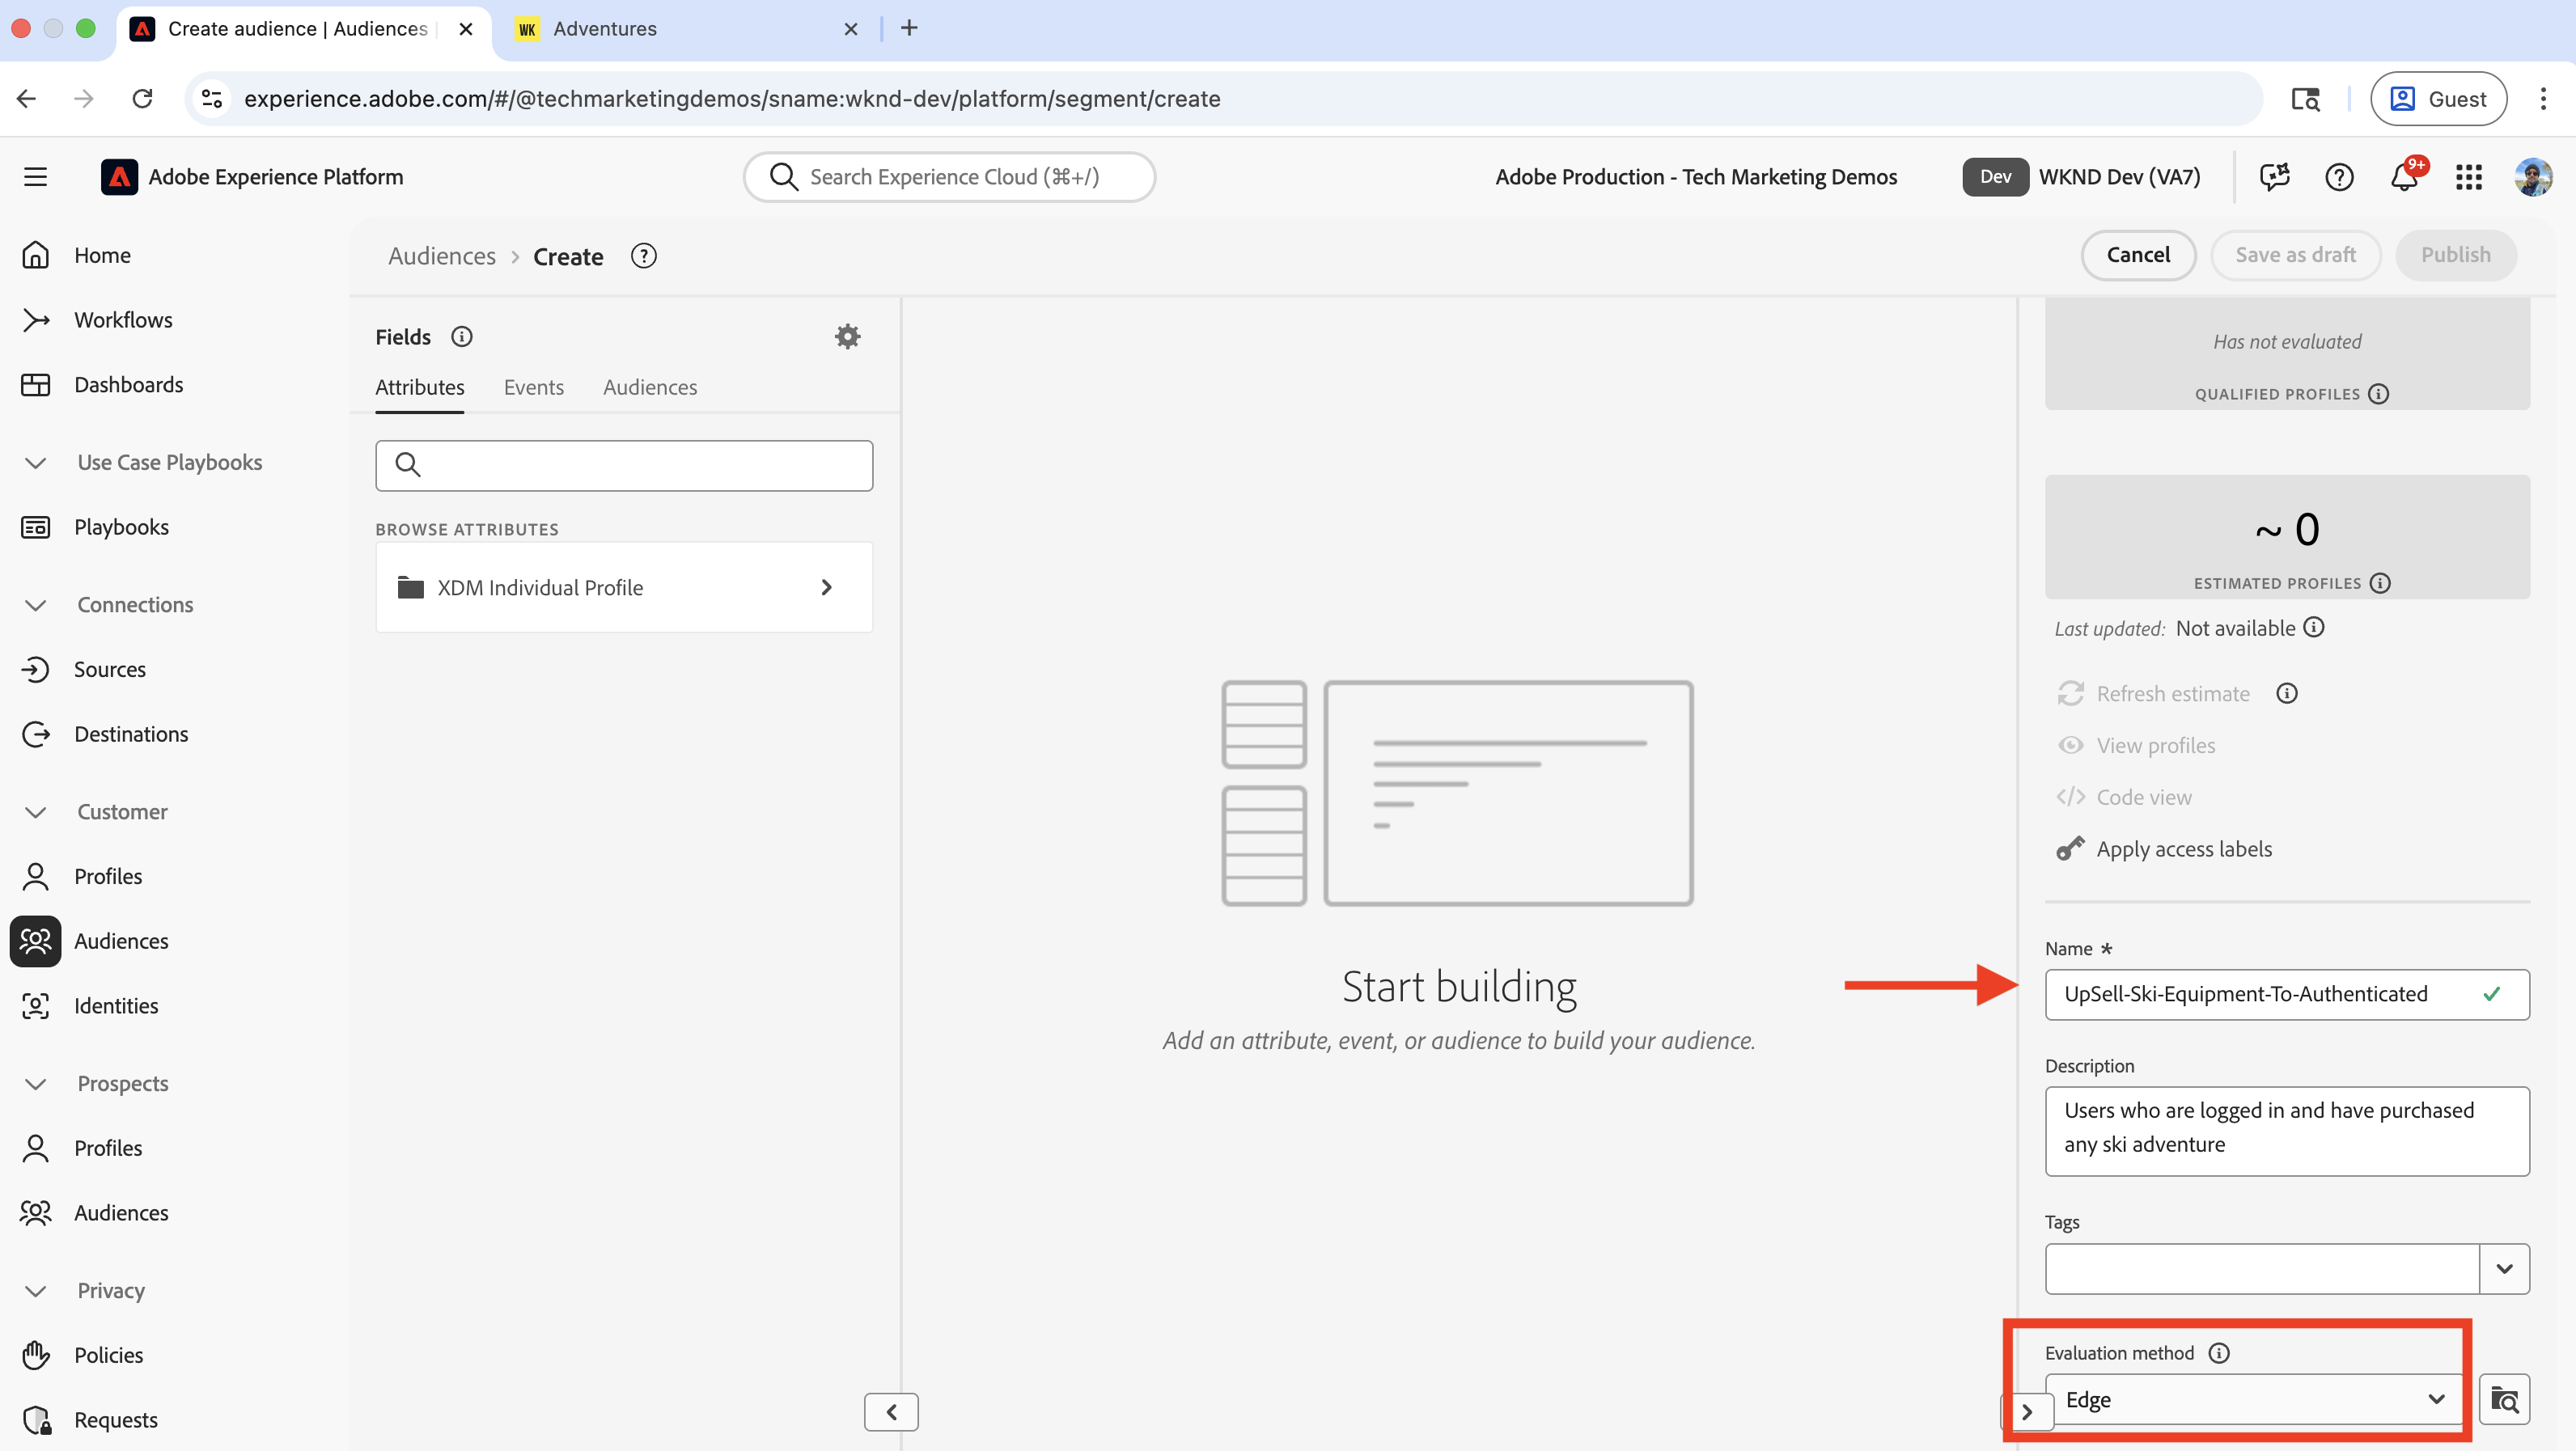 Create audience | Audiences |
WK Adventures
experience.adobe.com/#/@techmarketingdemos/sname:wknd-dev/platform/segment/create
Guest
Adobe Experience Platform
Search Experience Cloud (⌘+/)
Adobe Production - Tech Marketing Demos
Dev WKND Dev (VA7)
9+
Home
Workflows
Dashboards
Use Case Playbooks
Playbooks
Connections
Sources
Destinations
Customer
Profiles
Audiences
Identities
Prospects
Profiles
Audiences
Privacy
Policies
Requests
Audiences > Create
Cancel
Save as draft
Publish
Fields
Attributes Events Audiences
BROWSE ATTRIBUTES
XDM Individual Profile
Start building
Add an attribute, event, or audience to build your audience.
Has not evaluated
QUALIFIED PROFILES
~ 0
ESTIMATED PROFILES
Last updated: Not available
Refresh estimate
View profiles
Code view
Apply access labels
Name *
UpSell-Ski-Equipment-To-Authenticated
Description
Users who are logged in and have purchased
any ski adventure
Tags
Evaluation method
Edge